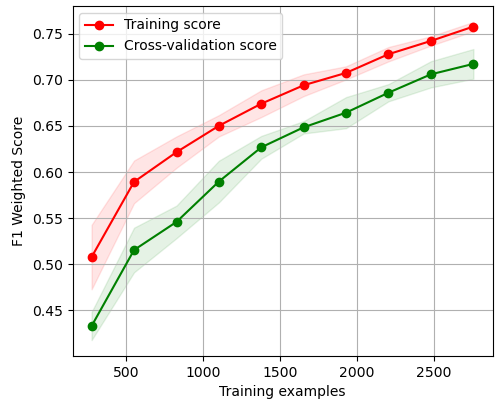 Training score
Cross-validation score
0.75
0.70
0.65
0.60
0.55
0.50
0.45
F1 Weighted Score
500 1000 1500 2000 2500
Training examples